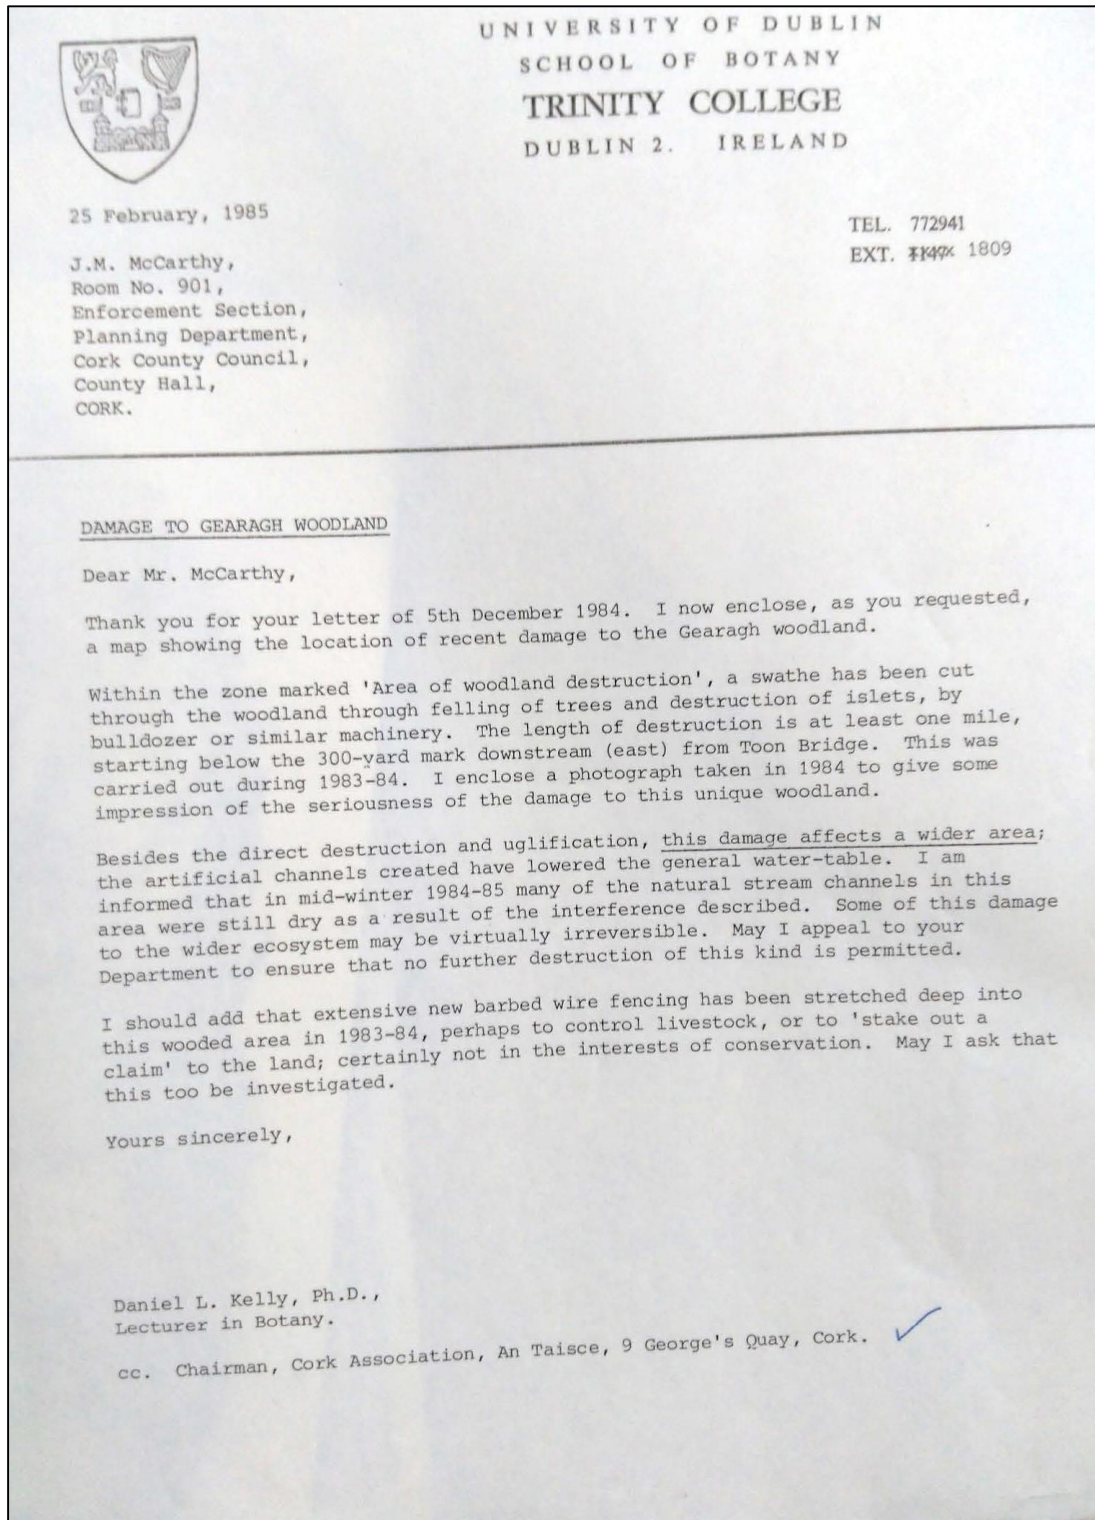 UNIVERSITY OF DUBLIN
SCHOOL OF BOTANY
TRINITY COLLEGE
DUBLIN 2. IRELAND
25 February, 1985
TEL. 772941
EXT. 1809
J.M. McCarthy,
Room No. 901,
Enforcement Section,
Planning Department,
Cork County Council,
County Hall,
CORK.
DAMAGE TO GEARAGH WOODLAND
Dear Mr. McCarthy,
Thank you for your letter of 5th December 1984. I now enclose, as you requested,
a map showing the location of recent damage to the Gearagh woodland.
Within the zone marked 'Area of woodland destruction', a swathe has been cut
through the woodland through felling of trees and destruction of islets, by
bulldozer or similar machinery. The length of destruction is at least one mile,
starting below the 300-yard mark downstream (east) from Toon Bridge. This was
carried out during 1983-84. I enclose a photograph taken in 1984 to give some
impression of the seriousness of the damage to this unique woodland.
Besides the direct destruction and uglification, this damage affects a wider area;
the artificial channels created have lowered the general water-table. I am
informed that in mid-winter 1984-85 many of the natural stream channels in this
area were still dry as a result of the interference described. Some of this damage
to the wider ecosystem may be virtually irreversible. May I appeal to your
Department to ensure that no further destruction of this kind is permitted.
I should add that extensive new barbed wire fencing has been stretched deep into
this wooded area in 1983-84, perhaps to control livestock, or to 'stake out a
claim' to the land; certainly not in the interests of conservation. May I ask that
this too be investigated.
Yours sincerely,
Daniel L. Kelly, Ph.D.,
Lecturer in Botany.
cc. Chairman, Cork Association, An Taisce, 9 George's Quay, Cork.